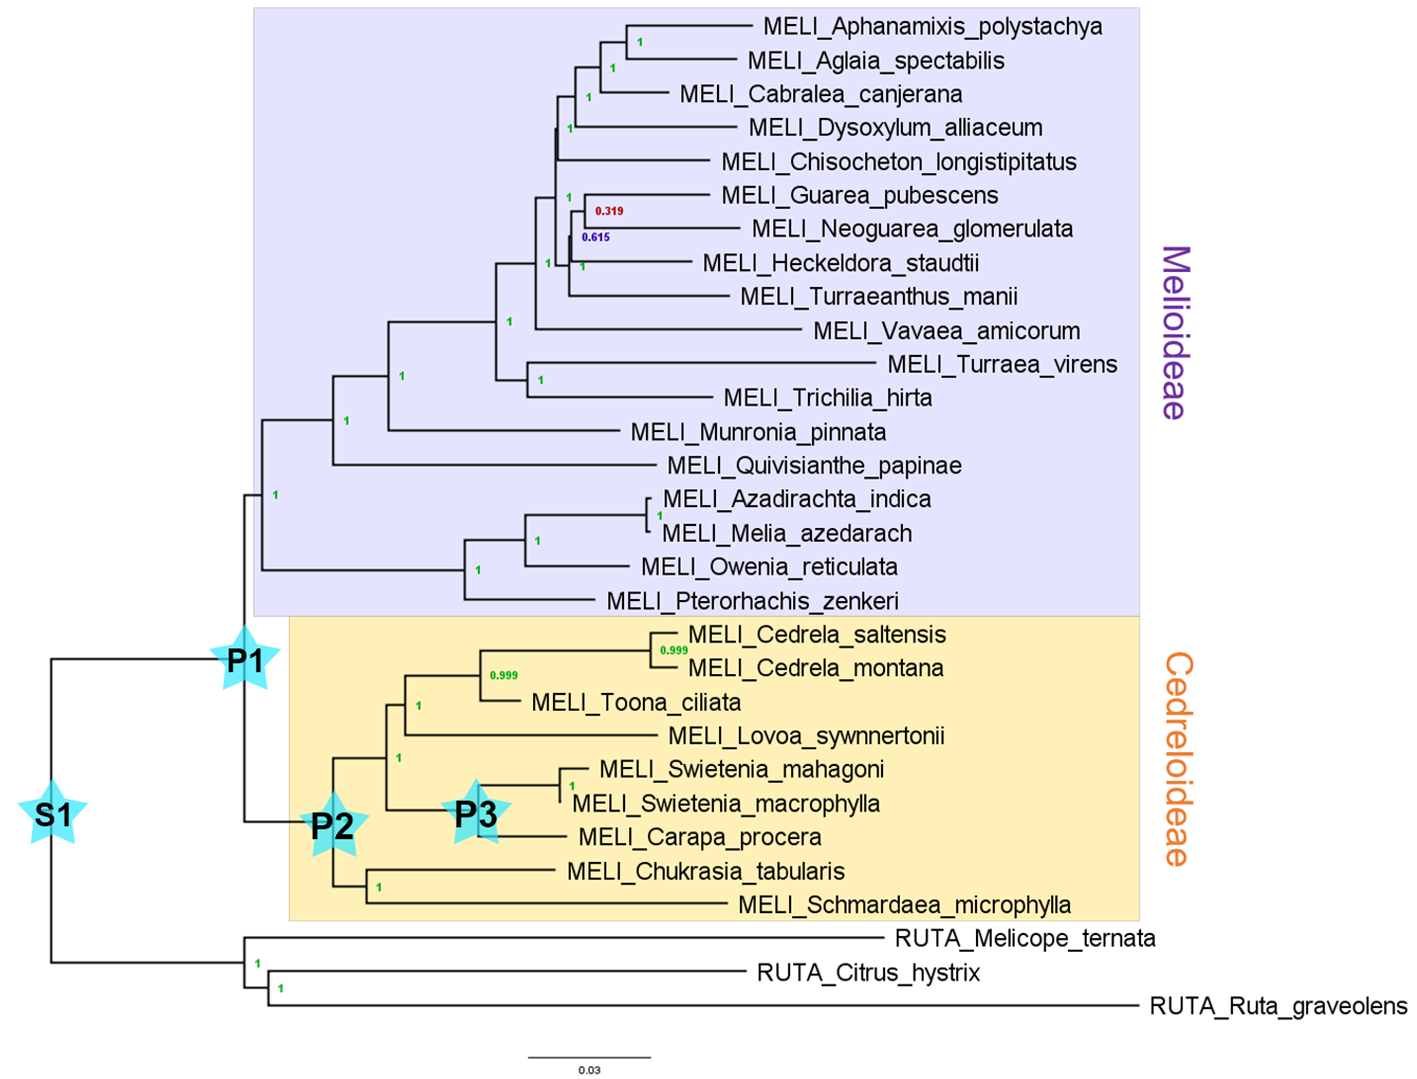 MELI_Aphanamixis_polystachya
1
MELI_Aglaia_spectabilis
1
MELI_Cabralea_canjerana
1
MELI_Dysoxylum_alliaceum
1
MELI_Chisocheton_longistipitatus
MELI_Guarea_pubescens
1
0.319
MELI_Neoguarea_glomerulata
0.615
MELI_Heckeldora_staudtii
1
1
MELI_Turraeanthus_manii
1
MELI_Vavaea_amicorum
MELI_Turraea_virens
1
1
MELI_Trichilia_hirta
1
MELI_Munronia_pinnata
MELI_Quivisianthe_papinae
1
MELI_Azadirachta_indica
1
MELI_Melia_azedarach
1
MELI_Owenia_reticulata
1
MELI_Pterorhachis_zenkeri
Melioideae
MELI_Cedrela_saltensis
0.999
P1
MELI_Cedrela_montana
0.999
MELI_Toona_ciliata
1
MELI_Lovoa_sywnnertonii
1
MELI_Swietenia_mahagoni
1
MELI_Swietenia_macrophylla
S1
P2
P3
MELI_Carapa_procera
MELI_Chukrasia_tabularis
1
MELI_Schmardaea_microphylla
Cedreloideae
RUTA_Melicope_ternata
1
RUTA_Citrus_hystrix
1
RUTA_Ruta_graveolens
0.03